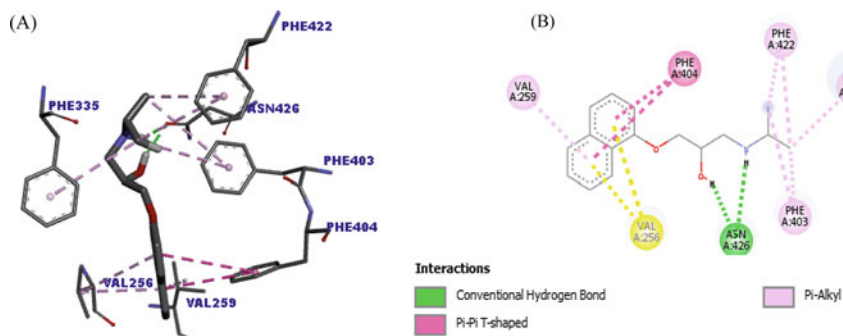 (A)
PHE422
PHE335
ASN426
PHE403
PHE404
VAL256
VAL259
(B)
PHE
A:422
PHE
A:404
VAL
A:259
O
O
H
N
H
VAL
A:256
ASN
A:426
PHE
A:403
Interactions
Conventional Hydrogen Bond
Pi-Pi T-shaped
Pi-Alkyl